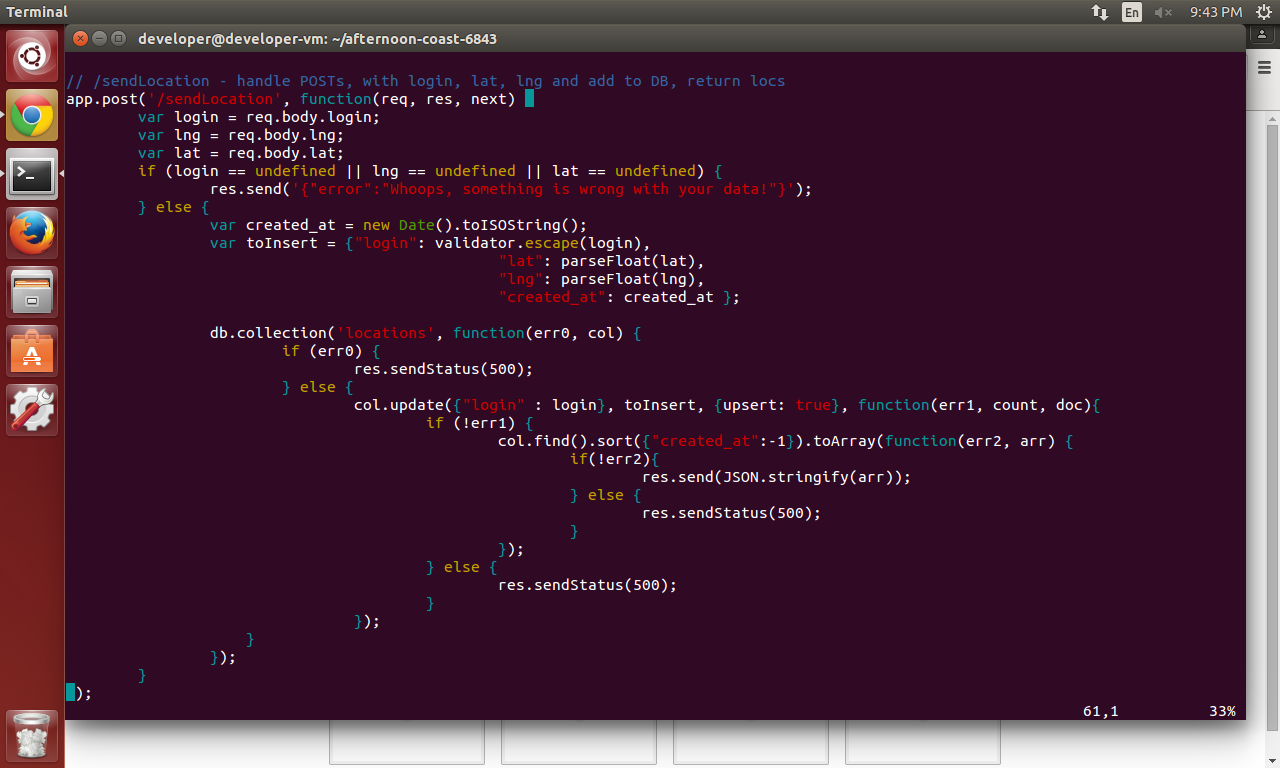 Terminal
En
9:43 PM
developer@developer-vm: ~/afternoon-coast-6843
// /sendLocation - handle POSTs, with login, lat, lng and add to DB, return locs
app.post('/sendLocation', function(req, res, next)
var login = req.body.login;
var lng = req.body.lng;
var lat = req.body.lat;
if (login == undefined || lng == undefined || lat == undefined) {
res.send('{"error":"Whoops, something is wrong with your data!"}');
} else {
var created_at = new Date().toISOString();
var toInsert = {"login": validator.escape(login),
"lat": parseFloat(lat),
"lng": parseFloat(lng),
"created_at": created_at };
db.collection('locations', function(err0, col) {
if (err0) {
res.sendStatus(500);
} else {
col.update({"login" : login}, toInsert, {upsert: true}, function(err1, count, doc){
if (!err1) {
col.find().sort({"created_at":-1}).toArray(function(err2, arr) {
if(!err2){
res.send(JSON.stringify(arr));
} else {
res.sendStatus(500);
}
});
} else {
res.sendStatus(500);
}
});
}
});
}
);
61,1 33%